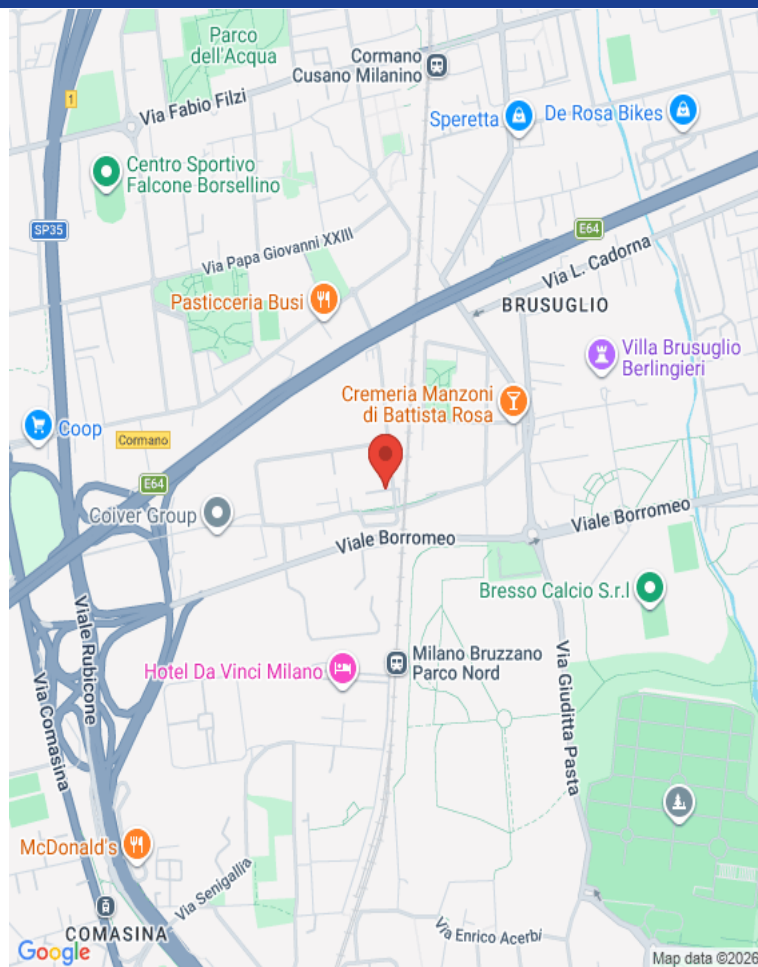 Parco
dell'Acqua
Cormano
Cusano Milanino
1
Via Fabio Filzi
Speretta
De Rosa Bikes
Centro Sportivo
Falcone Borsellino
SP35
E64
Via Papa Giovanni XXIII
Via L. Cadorna
Pasticceria Busi
BRUSUGLIO
Villa Brusuglio
Berlingieri
Cremeria Manzoni
di Battista Rosa
Coop
Cormano
E64
Coiver Group
Viale Borromeo
Viale Borromeo
Bresso Calcio S.r.l
Viale Rubicone
Via Comasina
Hotel Da Vinci Milano
Milano Bruzzano
Parco Nord
Via Giuditta Pasta
McDonald's
Via Senigallia
COMASINA
Via Enrico Acerbi
Google
Map data ©2026